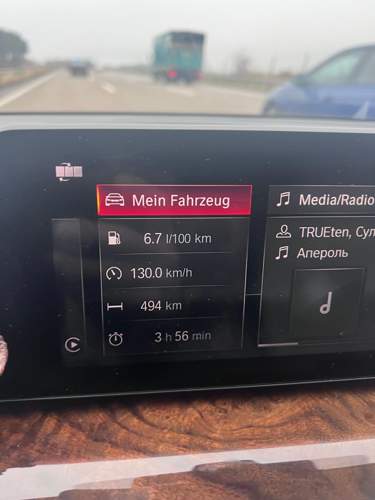 Mein Fahrzeug
6.7 l/100 km
130.0 km/h
494 km
3 h 56 min
Media/Radio
TRUEten, Сул
Апероль